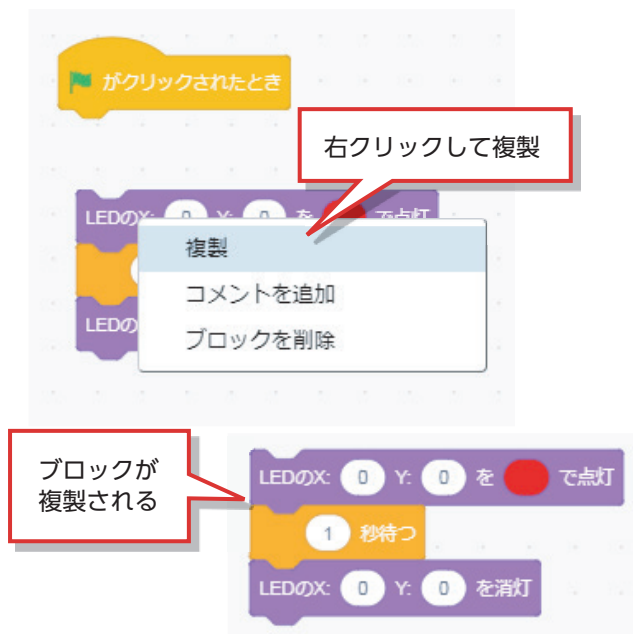 がクリックされたとき
右クリックして複製
LEDのX: 0 Y: 0 を で点灯
複製
コメントを追加
LEDの
ブロックを削除
ブロックが
複製される
LEDのX: 0 Y: 0 を で点灯
1 秒待つ
LEDのX: 0 Y: 0 を消灯